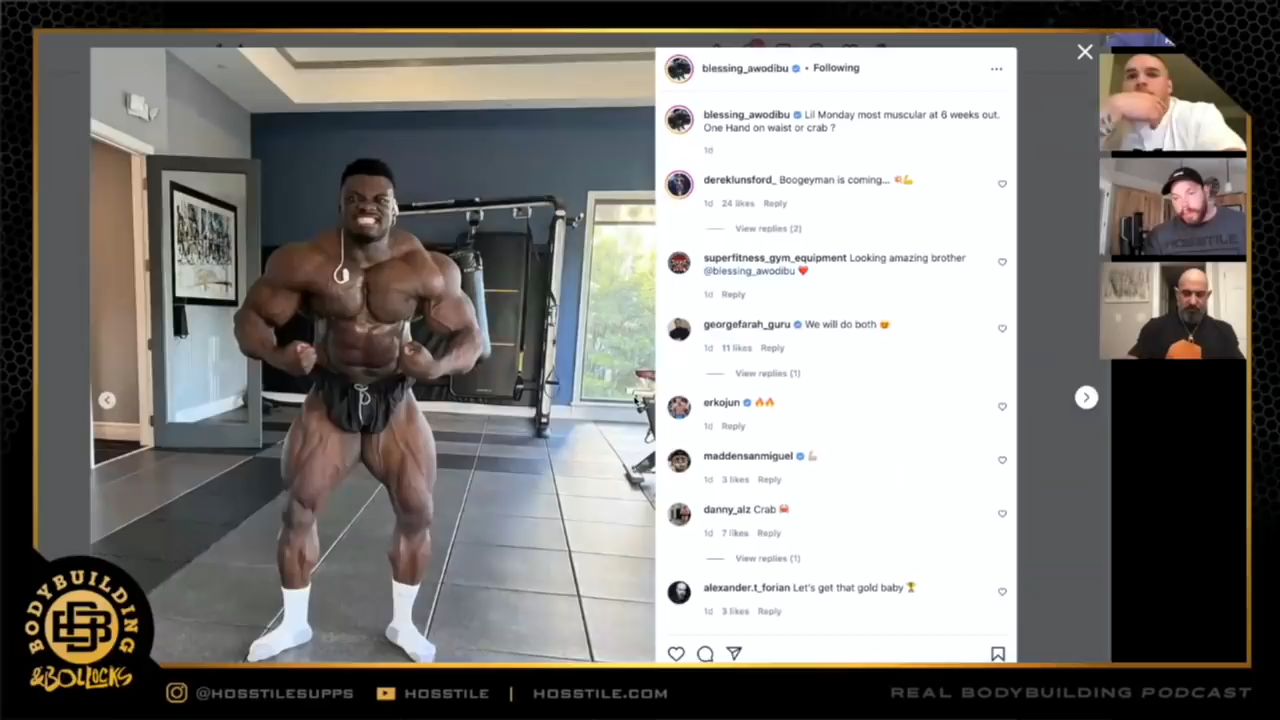 blessing_awodibu • Following
blessing_awodibu Lil Monday most muscular at 6 weeks out.
One Hand on waist or crab ?
1d
dereklunsford_ Boogeyman is coming... 💥💪
1d 24 likes Reply
View replies (2)
superfitness_gym_equipment Looking amazing brother
@blessing_awodibu ❤️
1d Reply
georgefarah_guru We will do both 😍
1d 11 likes Reply
View replies (1)
erkojun 🔥🔥
1d Reply
maddensanmiguel 💪🏼
1d 3 likes Reply
danny_alz Crab 🦀
1d 7 likes Reply
View replies (1)
alexander.t_forian Let's get that gold baby 🏆
1d 3 likes Reply
HOSSTILE
BODYBUILDING
BB
&BOLLOCKS
@HOSSTILESUPPS HOSSTILE | HOSSTILE.COM
REAL BODYBUILDING PODCAST